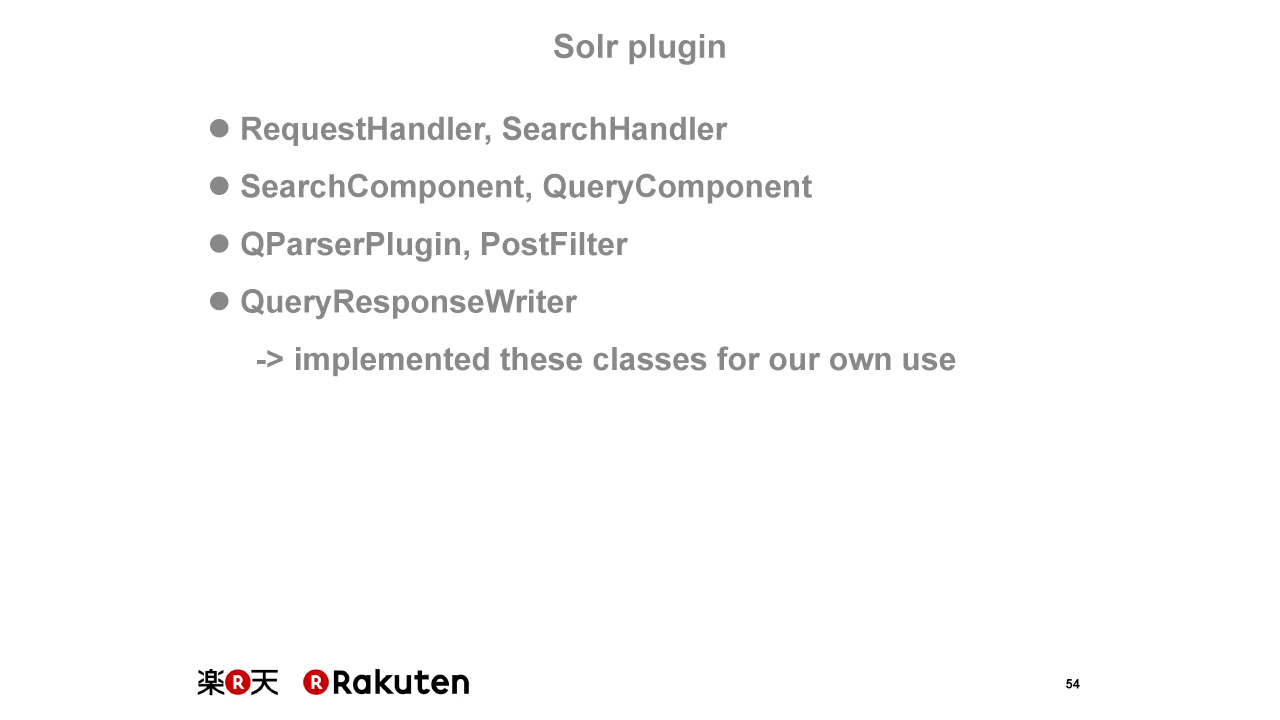 Solr plugin
● RequestHandler, SearchHandler
● SearchComponent, QueryComponent
● QParserPlugin, PostFilter
● QueryResponseWriter
-> implemented these classes for our own use
楽R天 R Rakuten
54